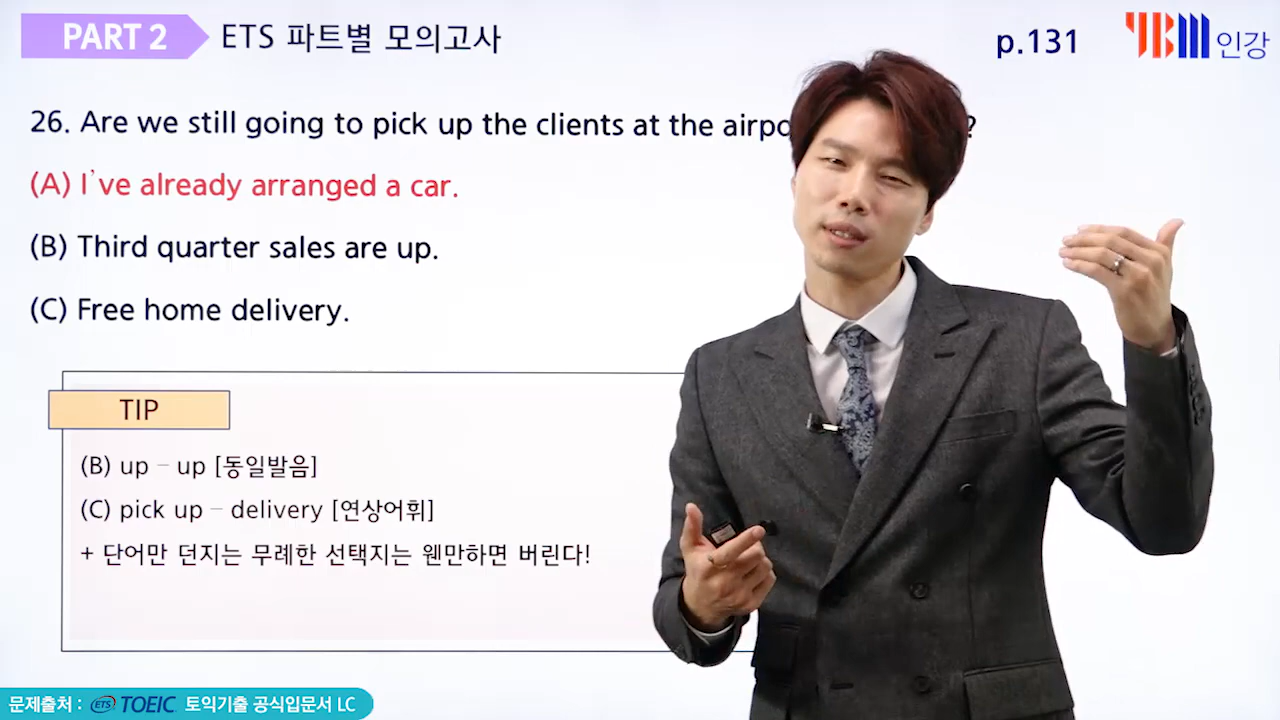 PART 2 ETS 파트별 모의고사 p.131 YBM 인강
26. Are we still going to pick up the clients at the ?
(A) I've already arranged a car.
(B) Third quarter sales are up.
(C) Free home delivery.
TIP
(B) up – up [동일발음]
(C) pick up – delivery [연상어휘]
+ 단어만 던지는 무례한 선택지는 웬만하면 버린다!
문제출처 : ETS TOEIC 토익기출 공식입문서 LC